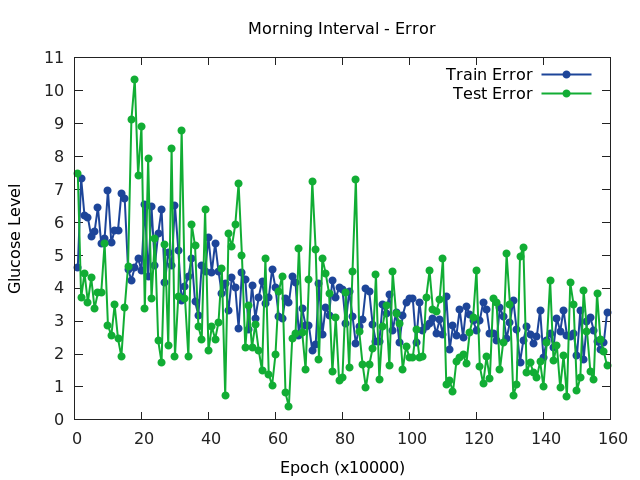 Morning Interval - Error
Train Error
Test Error
Glucose Level
11
10
9
8
7
6
5
4
3
2
1
0
0 20 40 60 80 100 120 140 160
Epoch (x10000)